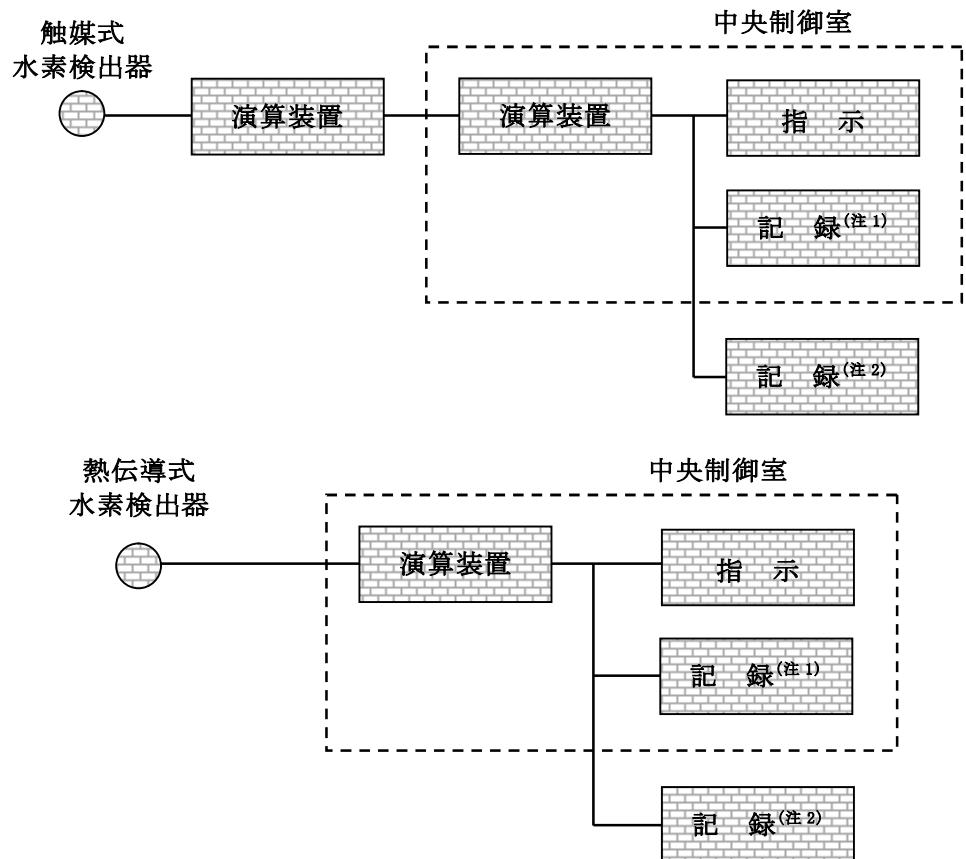 中央制御室
触媒式
水素検出器
演算装置
演算装置
指 示
記 録(注1)
記 録(注2)
熱伝導式
水素検出器
中央制御室
演算装置
指 示
記 録(注1)
記 録(注2)